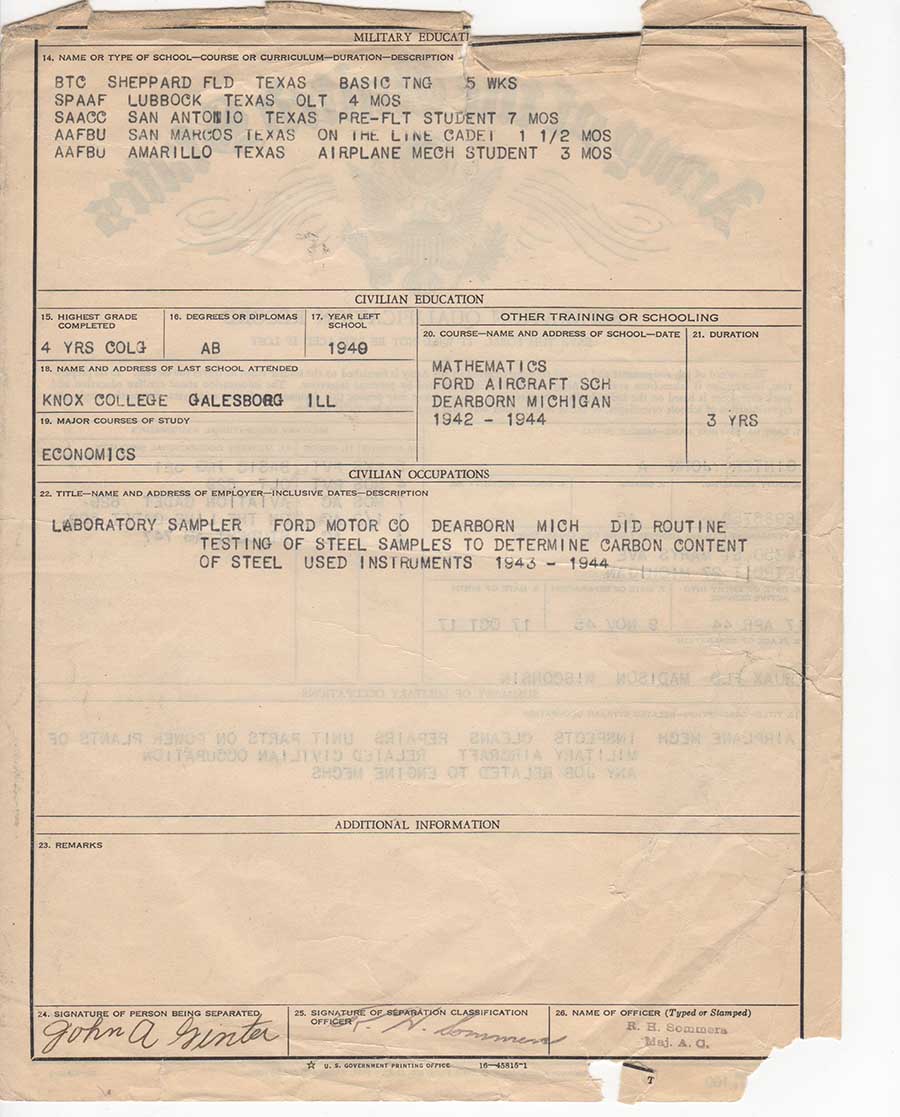 MILITARY EDUCATI
14. NAME OR TYPE OF SCHOOL—COURSE OR CURRICULUM—DURATION—DESCRIPTION
BTC SHEPPARD FLD TEXAS BASIC TNG 5 WKS
SPAAF LUBBOCK TEXAS OLT 4 MOS
SAACC SAN ANTONIO TEXAS PRE-FLT STUDENT 7 MOS
AAFBU SAN MARCOS TEXAS ON THE LINE CADET 1 1/2 MOS
AAFBU AMARILLO TEXAS AIRPLANE MECH STUDENT 3 MOS
CIVILIAN EDUCATION
15. HIGHEST GRADE COMPLETED
4 YRS COLG
16. DEGREES OR DIPLOMAS
AB
17. YEAR LEFT SCHOOL
1940
OTHER TRAINING OR SCHOOLING
20. COURSE—NAME AND ADDRESS OF SCHOOL—DATE
21. DURATION
MATHEMATICS
FORD AIRCRAFT SCH
DEARBORN MICHIGAN
1942 - 1944
3 YRS
18. NAME AND ADDRESS OF LAST SCHOOL ATTENDED
KNOX COLLEGE GALESBORG ILL
19. MAJOR COURSES OF STUDY
ECONOMICS
CIVILIAN OCCUPATIONS
22. TITLE—NAME AND ADDRESS OF EMPLOYER—INCLUSIVE DATES—DESCRIPTION
LABORATORY SAMPLER FORD MOTOR CO DEARBORN MICH DID ROUTINE
TESTING OF STEEL SAMPLES TO DETERMINE CARBON CONTENT
OF STEEL USED INSTRUMENTS 1943 - 1944
ADDITIONAL INFORMATION
23. REMARKS
24. SIGNATURE OF PERSON BEING SEPARATED
John A Ginter
25. SIGNATURE OF SEPARATION CLASSIFICATION OFFICER
R. H. Sommers
26. NAME OF OFFICER (Typed or Stamped)
R. H. Sommers
Maj. A. C.
☆ U. S. GOVERNMENT PRINTING OFFICE 16—45815-1
T